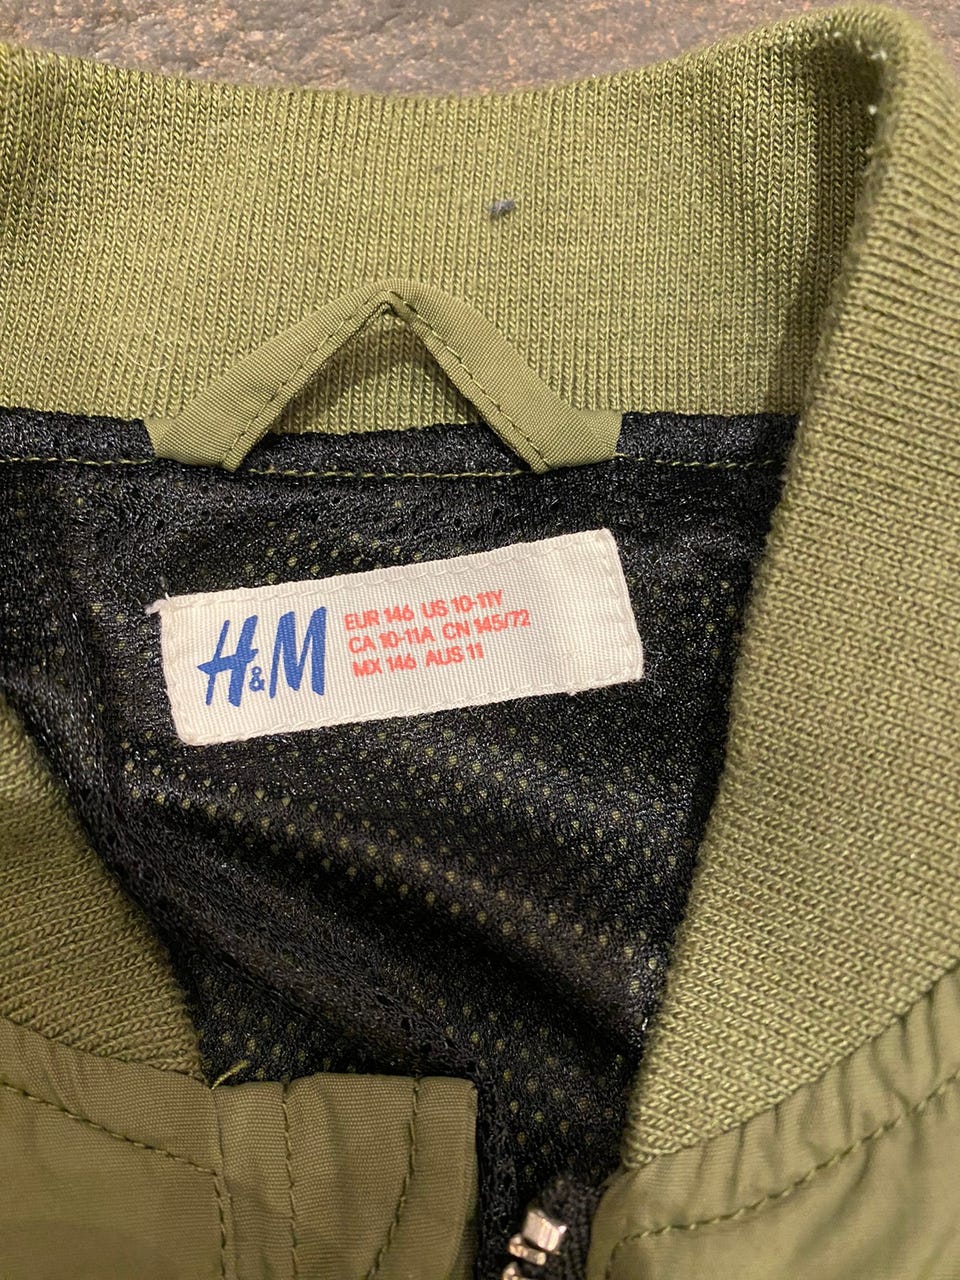 H&M
EUR 146 US 10-11Y
CA 10-11A CN 145/72
MX 146 AUS 11